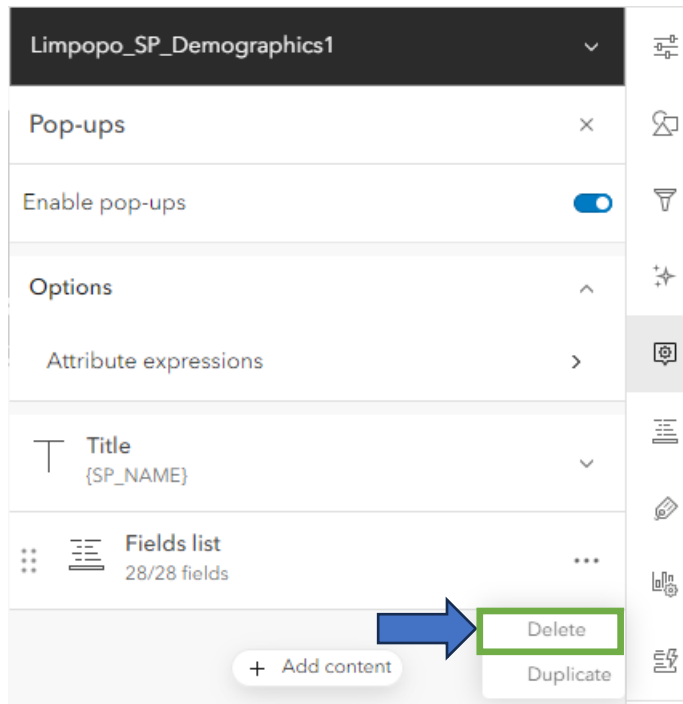 Limpopo_SP_Demographics1
Pop-ups
Enable pop-ups
Options
Attribute expressions
Title
{SP_NAME}
Fields list
28/28 fields
Delete
+ Add content
Duplicate